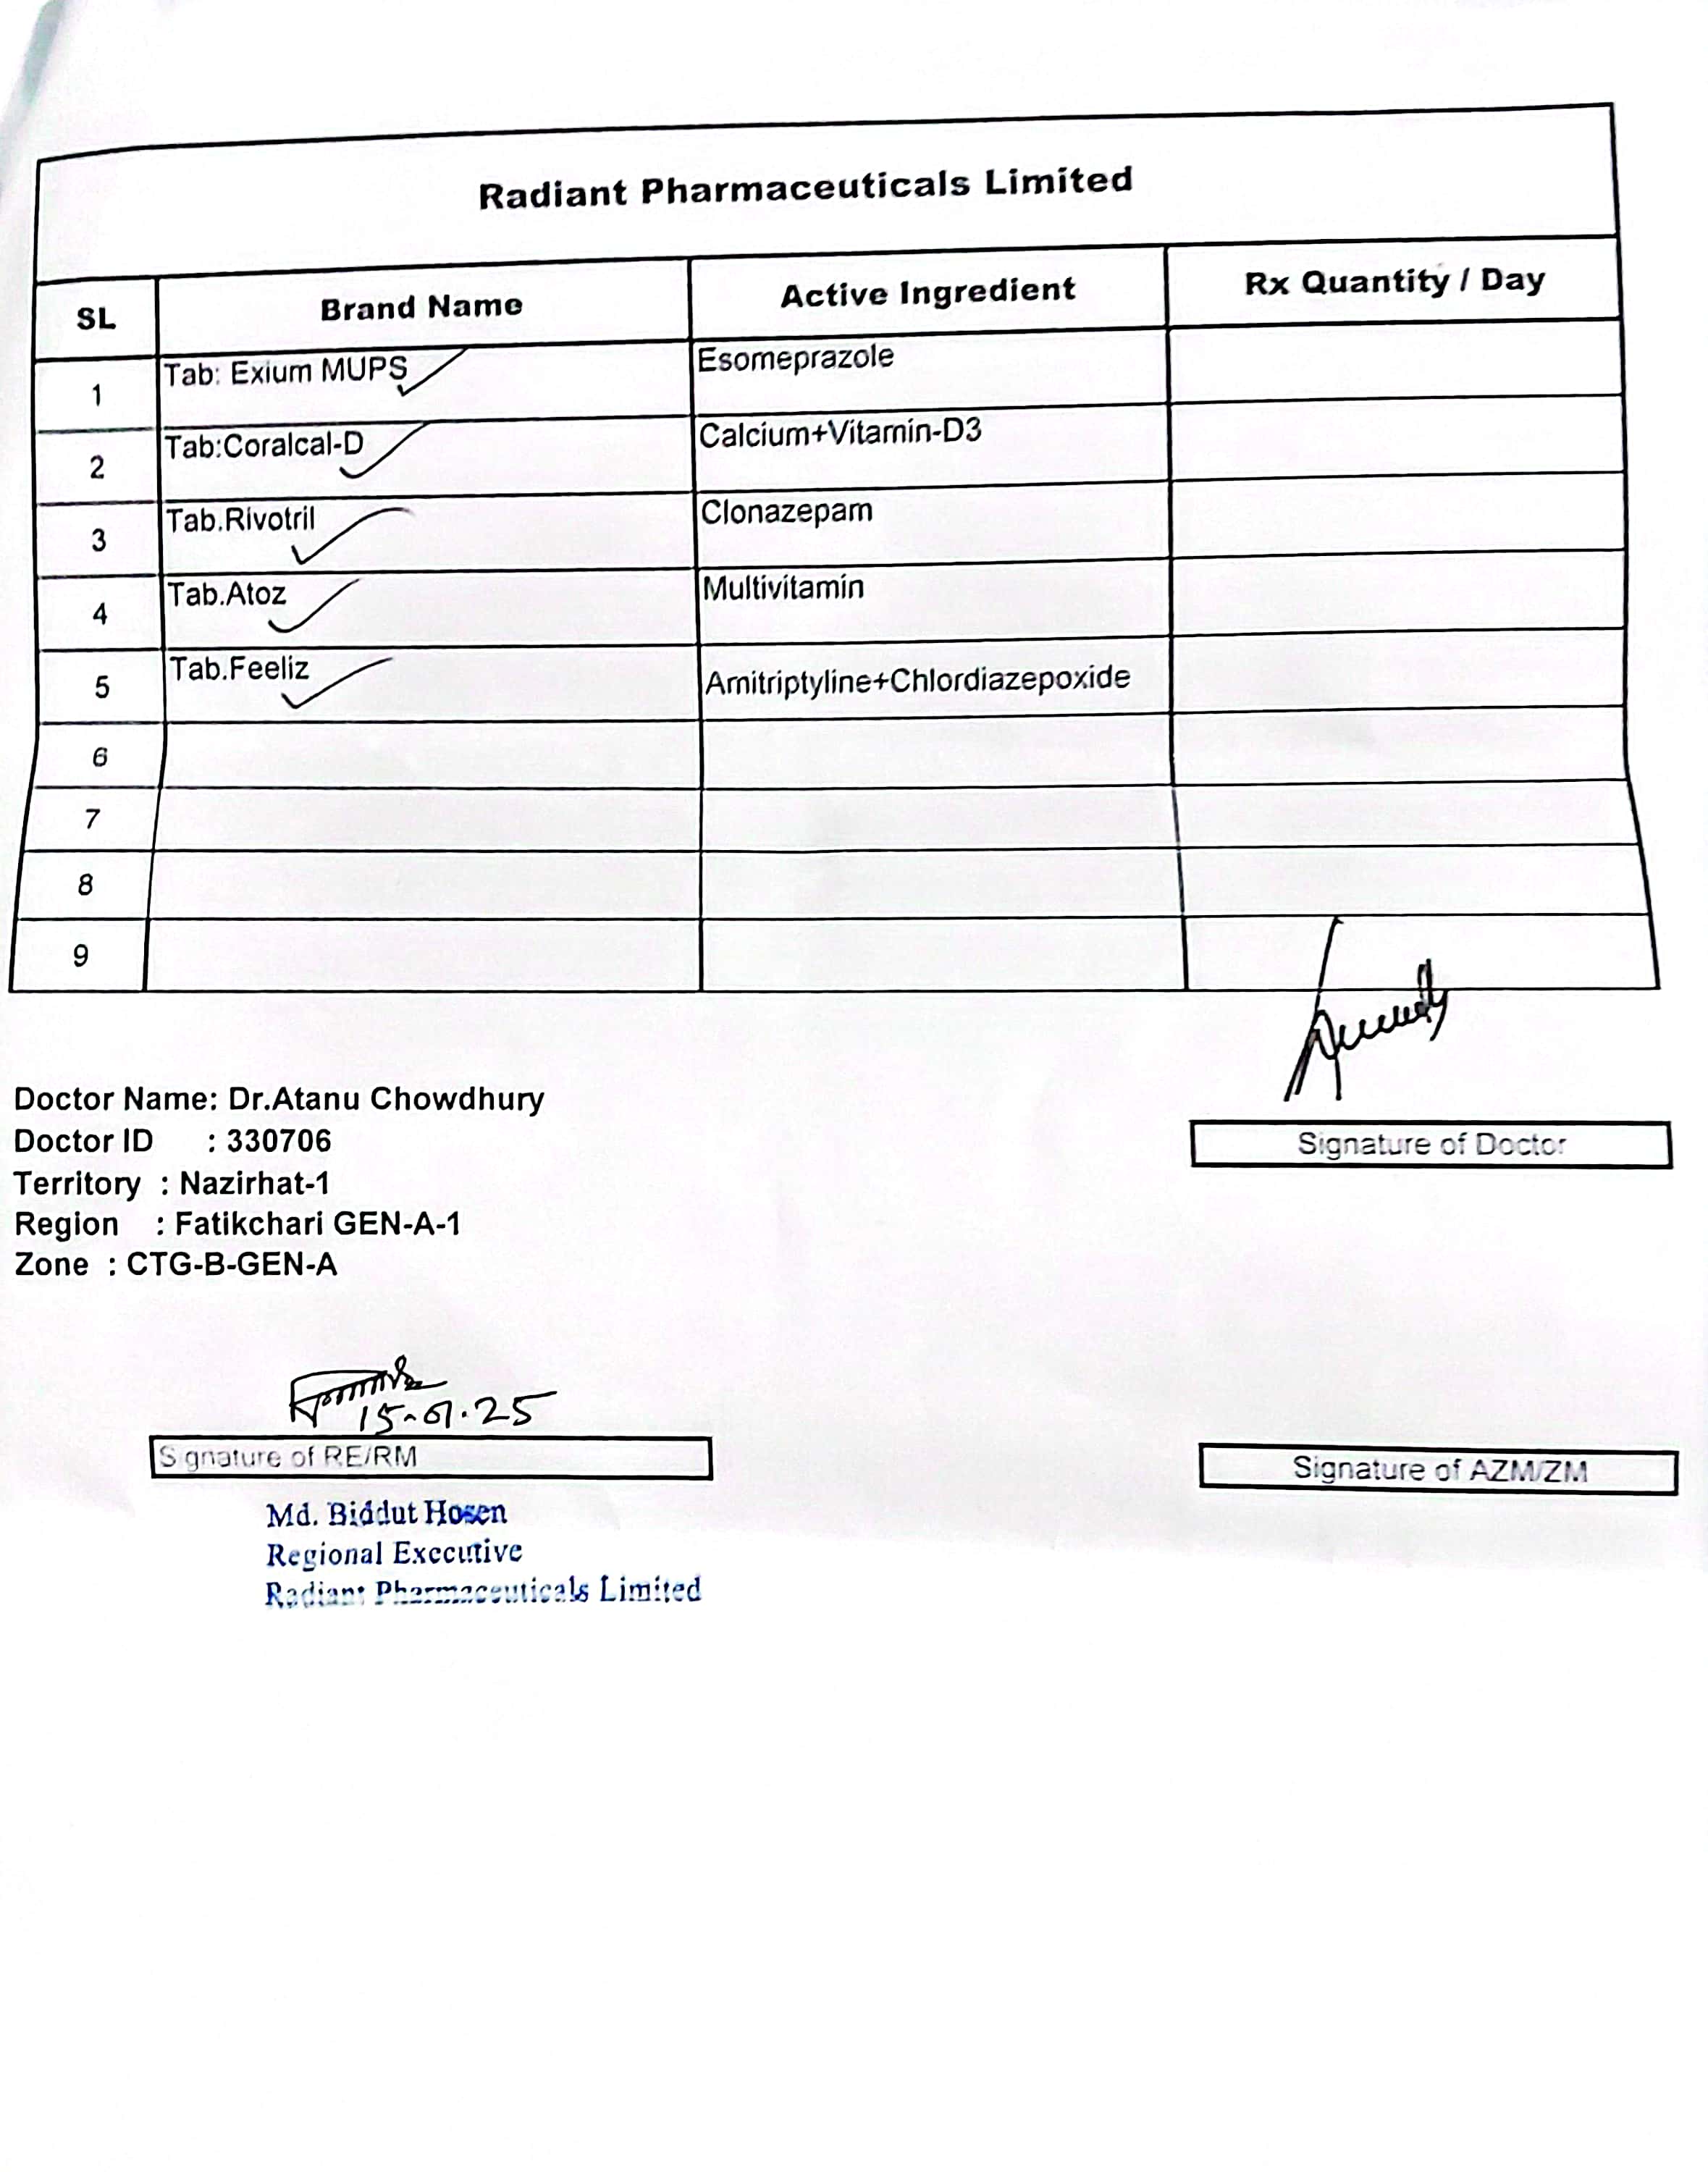 Radiant Pharmaceuticals Limited
SL Brand Name Active Ingredient Rx Quantity / Day
1 Tab: Exium MUPS Esomeprazole
2 Tab:Coralcal-D Calcium+Vitamin-D3
3 Tab.Rivotril Clonazepam
4 Tab.Atoz Multivitamin
5 Tab.Feeliz Amitriptyline+Chlordiazepoxide
6
7
8
9
Doctor Name: Dr.Atanu Chowdhury
Doctor ID : 330706
Territory : Nazirhat-1
Region : Fatikchari GEN-A-1
Zone : CTG-B-GEN-A
Signature of Doctor
15-01-25
Signature of RE/RM
Signature of AZM/ZM
Md. Biddut Hosen
Regional Executive
Radiant Pharmaceuticals Limited